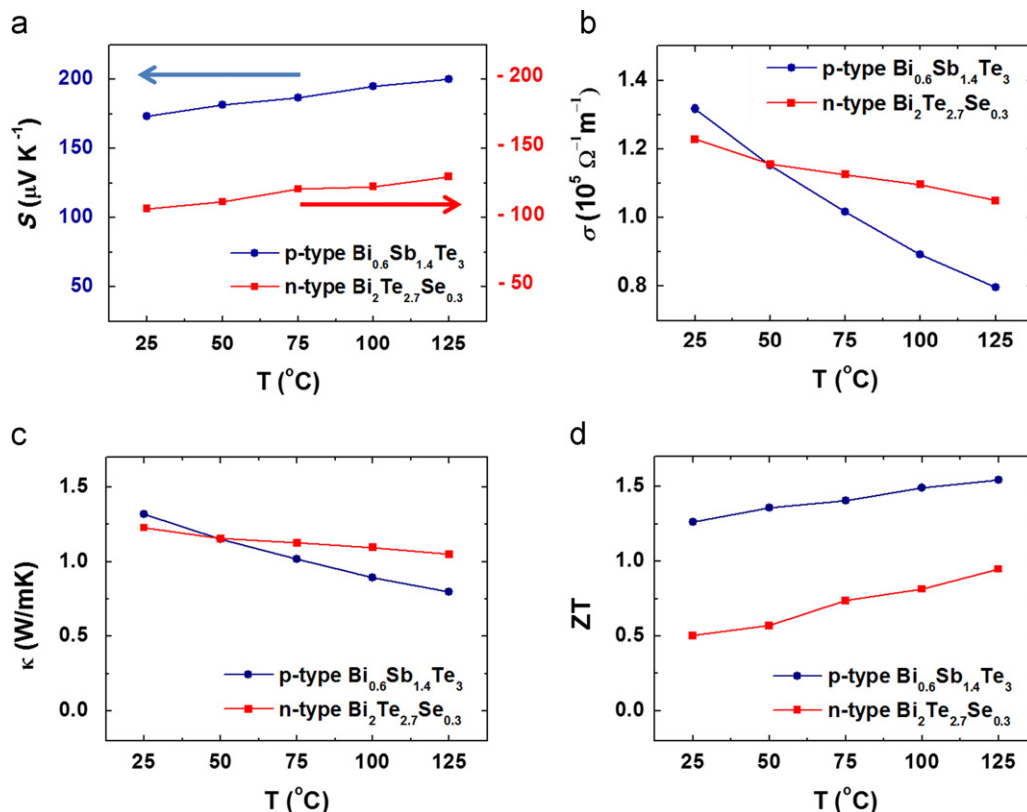 a
200
150
100
50
S (μV K⁻¹)
- 200
- 150
- 100
- 50
p-type Bi₀.₆Sb₁.₄Te₃
n-type Bi₂Te₂.₇Se₀.₃
25 50 75 100 125
T (°C)
b
1.4
1.2
1.0
0.8
σ (10⁵ Ω⁻¹m⁻¹)
p-type Bi₀.₆Sb₁.₄Te₃
n-type Bi₂Te₂.₇Se₀.₃
25 50 75 100 125
T (°C)
c
1.5
1.0
0.5
0.0
κ (W/mK)
p-type Bi₀.₆Sb₁.₄Te₃
n-type Bi₂Te₂.₇Se₀.₃
25 50 75 100 125
T (°C)
d
1.5
1.0
0.5
0.0
ZT
p-type Bi₀.₆Sb₁.₄Te₃
n-type Bi₂Te₂.₇Se₀.₃
25 50 75 100 125
T (°C)